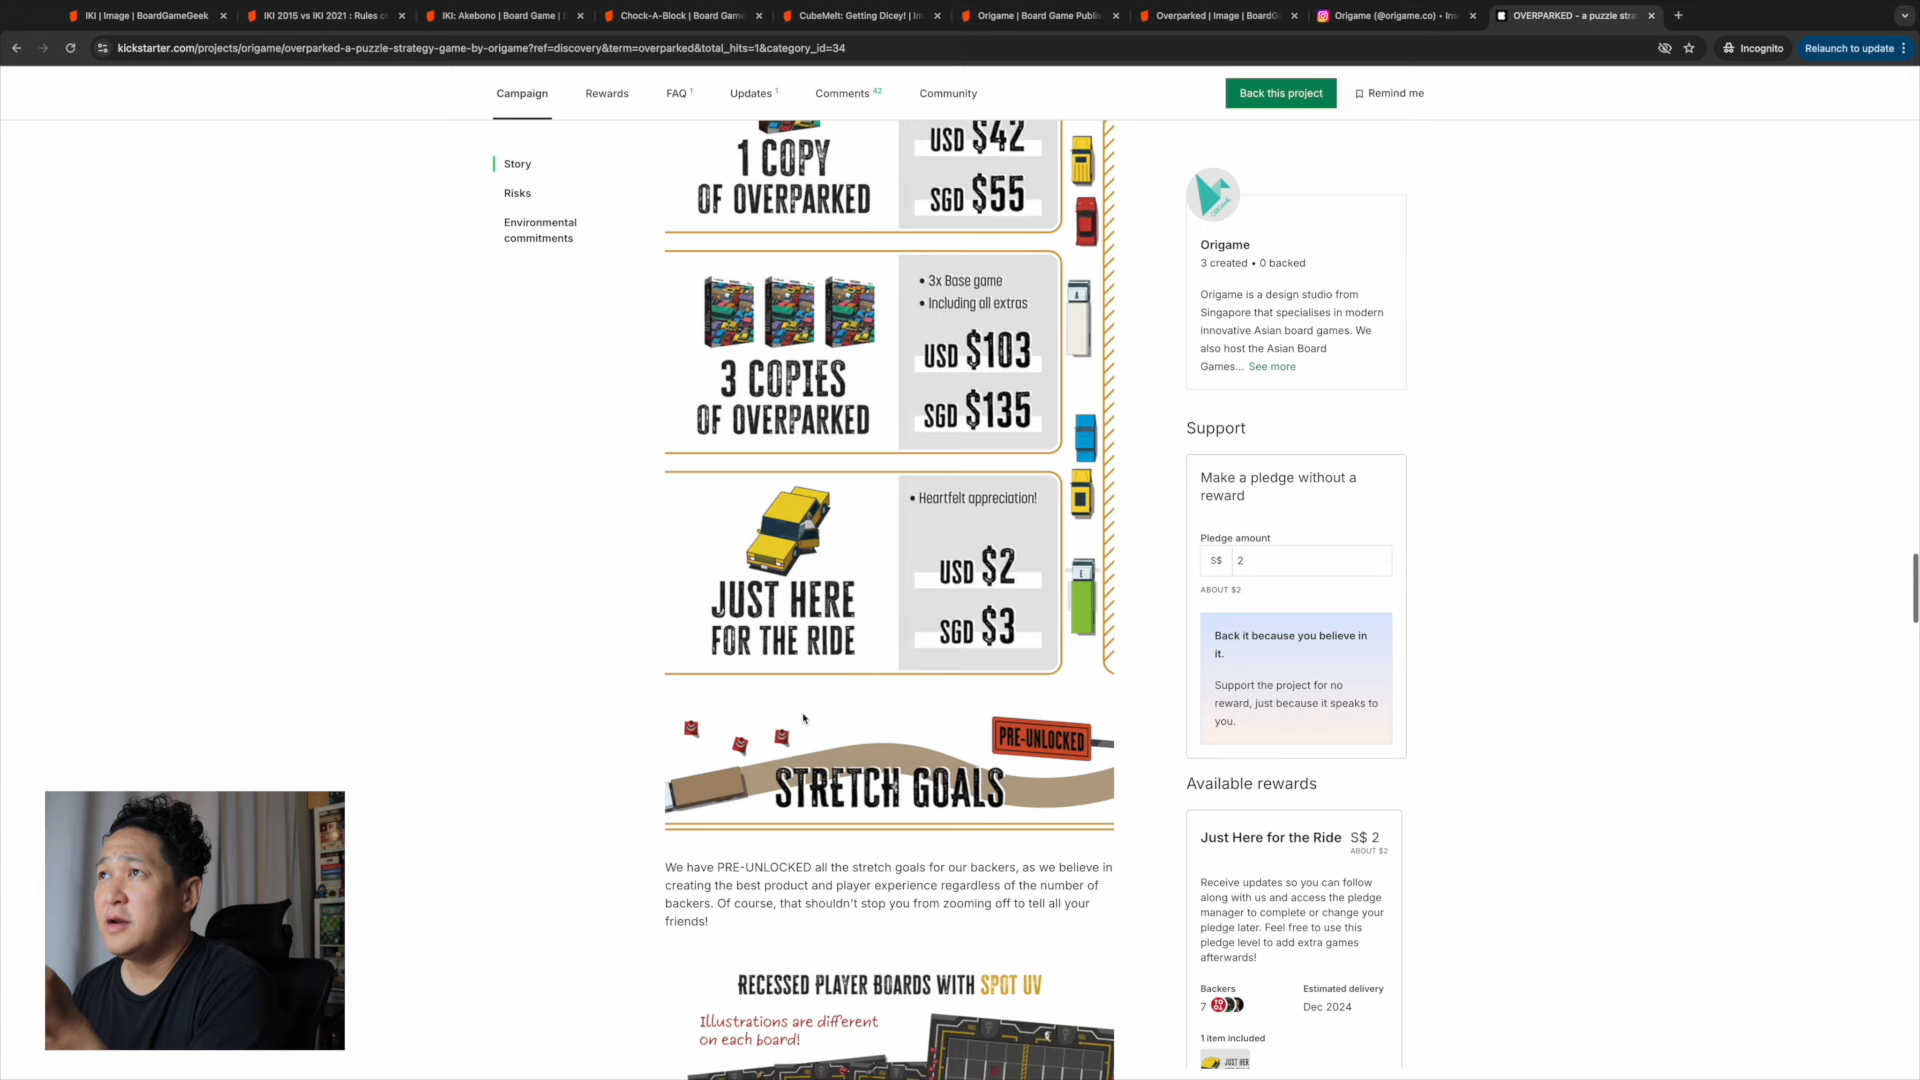 IKI | Image | BoardGameGeek
IKI 2015 vs IKI 2021 : Rules c
IKI: Akebono | Board Game |
Chock-A-Block | Board Game
CubeMelt: Getting Dicey! | Im
Origame | Board Game Publis
Overparked | Image | BoardG
Origame (@origame.co) • Ins
OVERPARKED - a puzzle stra
kickstarter.com/projects/origame/overparked-a-puzzle-strategy-game-by-origame?ref=discovery&term=overparked&total_hits=1&category_id=34
Incognito
Relaunch to update
Campaign
Rewards
FAQ 1
Updates 1
Comments 42
Community
Back this project
Remind me
Story
Risks
Environmental
commitments
1 COPY
OF OVERPARKED
USD $42
SGD $55
3 COPIES
OF OVERPARKED
• 3x Base game
• Including all extras
USD $103
SGD $135
A
JUST HERE
FOR THE RIDE
• Heartfelt appreciation!
USD $2
SGD $3
E
PRE-UNLOCKED
STRETCH GOALS
We have PRE-UNLOCKED all the stretch goals for our backers, as we believe in
creating the best product and player experience regardless of the number of
backers. Of course, that shouldn't stop you from zooming off to tell all your
friends!
RECESSED PLAYER BOARDS WITH SPOT UV
Illustrations are different
on each board!
ORIGAME
Origame
3 created • 0 backed
Origame is a design studio from
Singapore that specialises in modern
innovative Asian board games. We
also host the Asian Board
Games... See more
Support
Make a pledge without a
reward
Pledge amount
S$ 2
ABOUT $2
Back it because you believe in
it.
Support the project for no
reward, just because it speaks to
you.
Available rewards
Just Here for the Ride S$ 2
ABOUT $2
Receive updates so you can follow
along with us and access the pledge
manager to complete or change your
pledge later. Feel free to use this
pledge level to add extra games
afterwards!
Backers
7
Estimated delivery
Dec 2024
1 item included
JUST HER